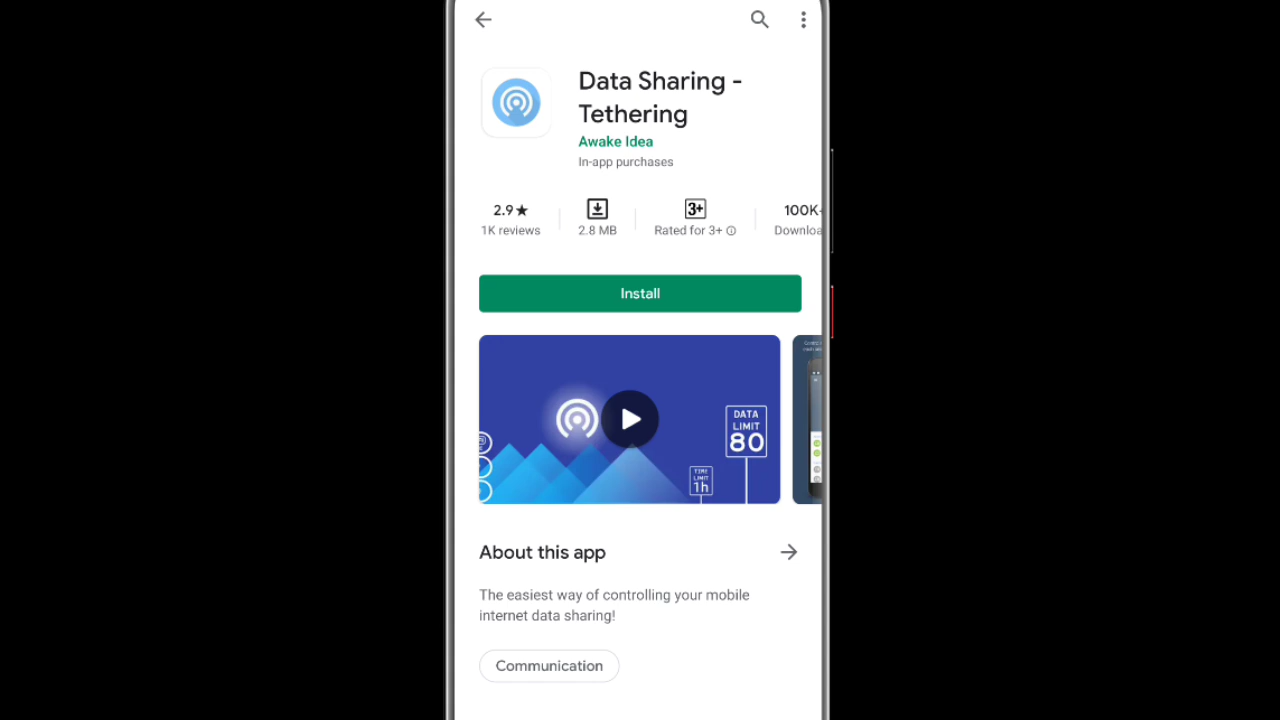 Data Sharing -
Tethering
Awake Idea
In-app purchases
2.9★
1K reviews
2.8 MB
3+
Rated for 3+
100K
DATA
LIMIT
80
TIME
LIMIT
1h
Install
About this app
The easiest way of controlling your mobile
internet data sharing!
Communication